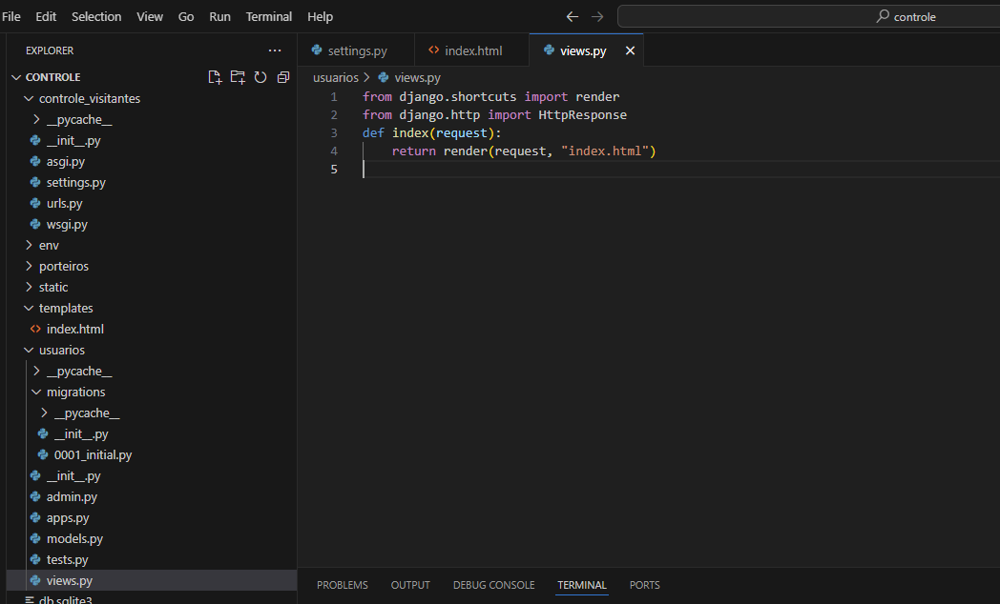 File Edit Selection View Go Run Terminal Help
controle
EXPLORER ...
CONTROLE
controle_visitantes
__pycache__
__init__.py
asgi.py
settings.py
urls.py
wsgi.py
env
porteiros
static
templates
index.html
usuarios
__pycache__
migrations
__pycache__
__init__.py
0001_initial.py
__init__.py
admin.py
apps.py
models.py
tests.py
views.py
db.sqlite3
settings.py <> index.html views.py
usuarios > views.py
1 from django.shortcuts import render
2 from django.http import HttpResponse
3 def index(request):
4     return render(request, "index.html")
5
PROBLEMS OUTPUT DEBUG CONSOLE TERMINAL PORTS